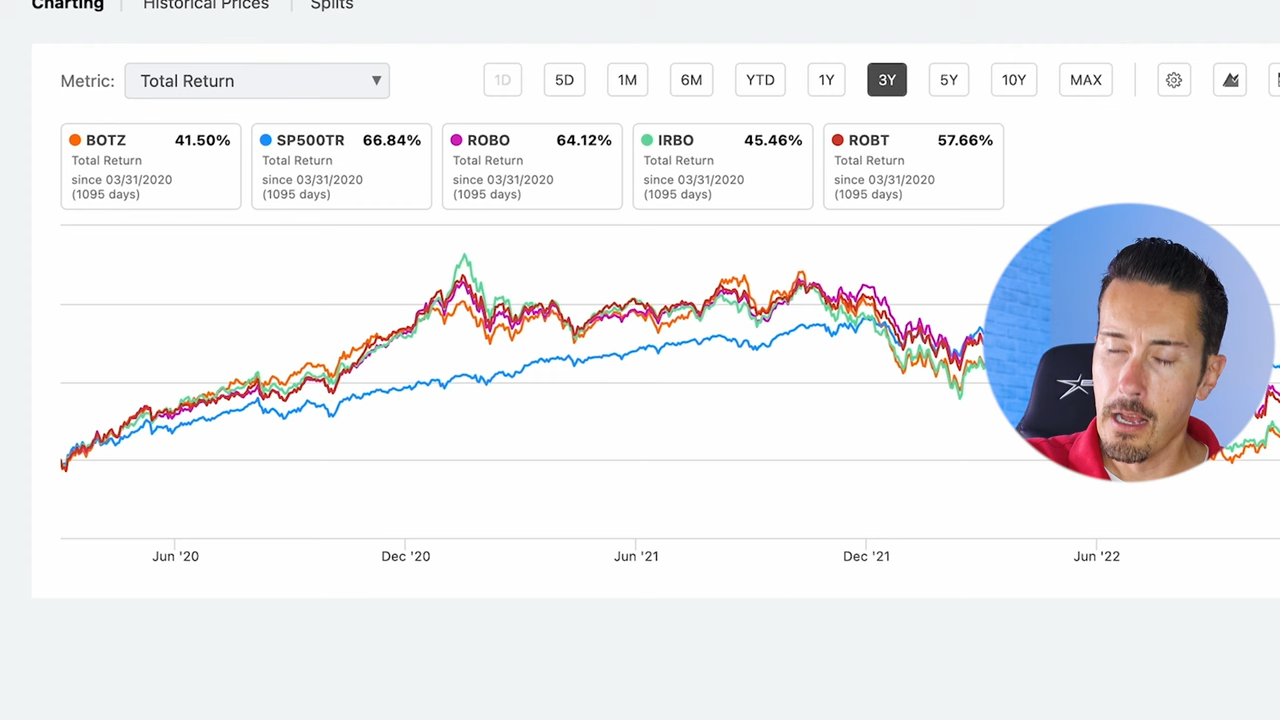 Charting | Historical Prices | Splits
Metric: Total Return ▼ 1D 5D 1M 6M YTD 1Y 3Y 5Y 10Y MAX
BOTZ 41.50% SP500TR 66.84% ROBO 64.12% IRBO 45.46% ROBT 57.66%
Total Return Total Return Total Return Total Return Total Return
since 03/31/2020 since 03/31/2020 since 03/31/2020 since 03/31/2020 since 03/31/2020
(1095 days) (1095 days) (1095 days) (1095 days) (1095 days)
Jun '20 Dec '20 Jun '21 Dec '21 Jun '22